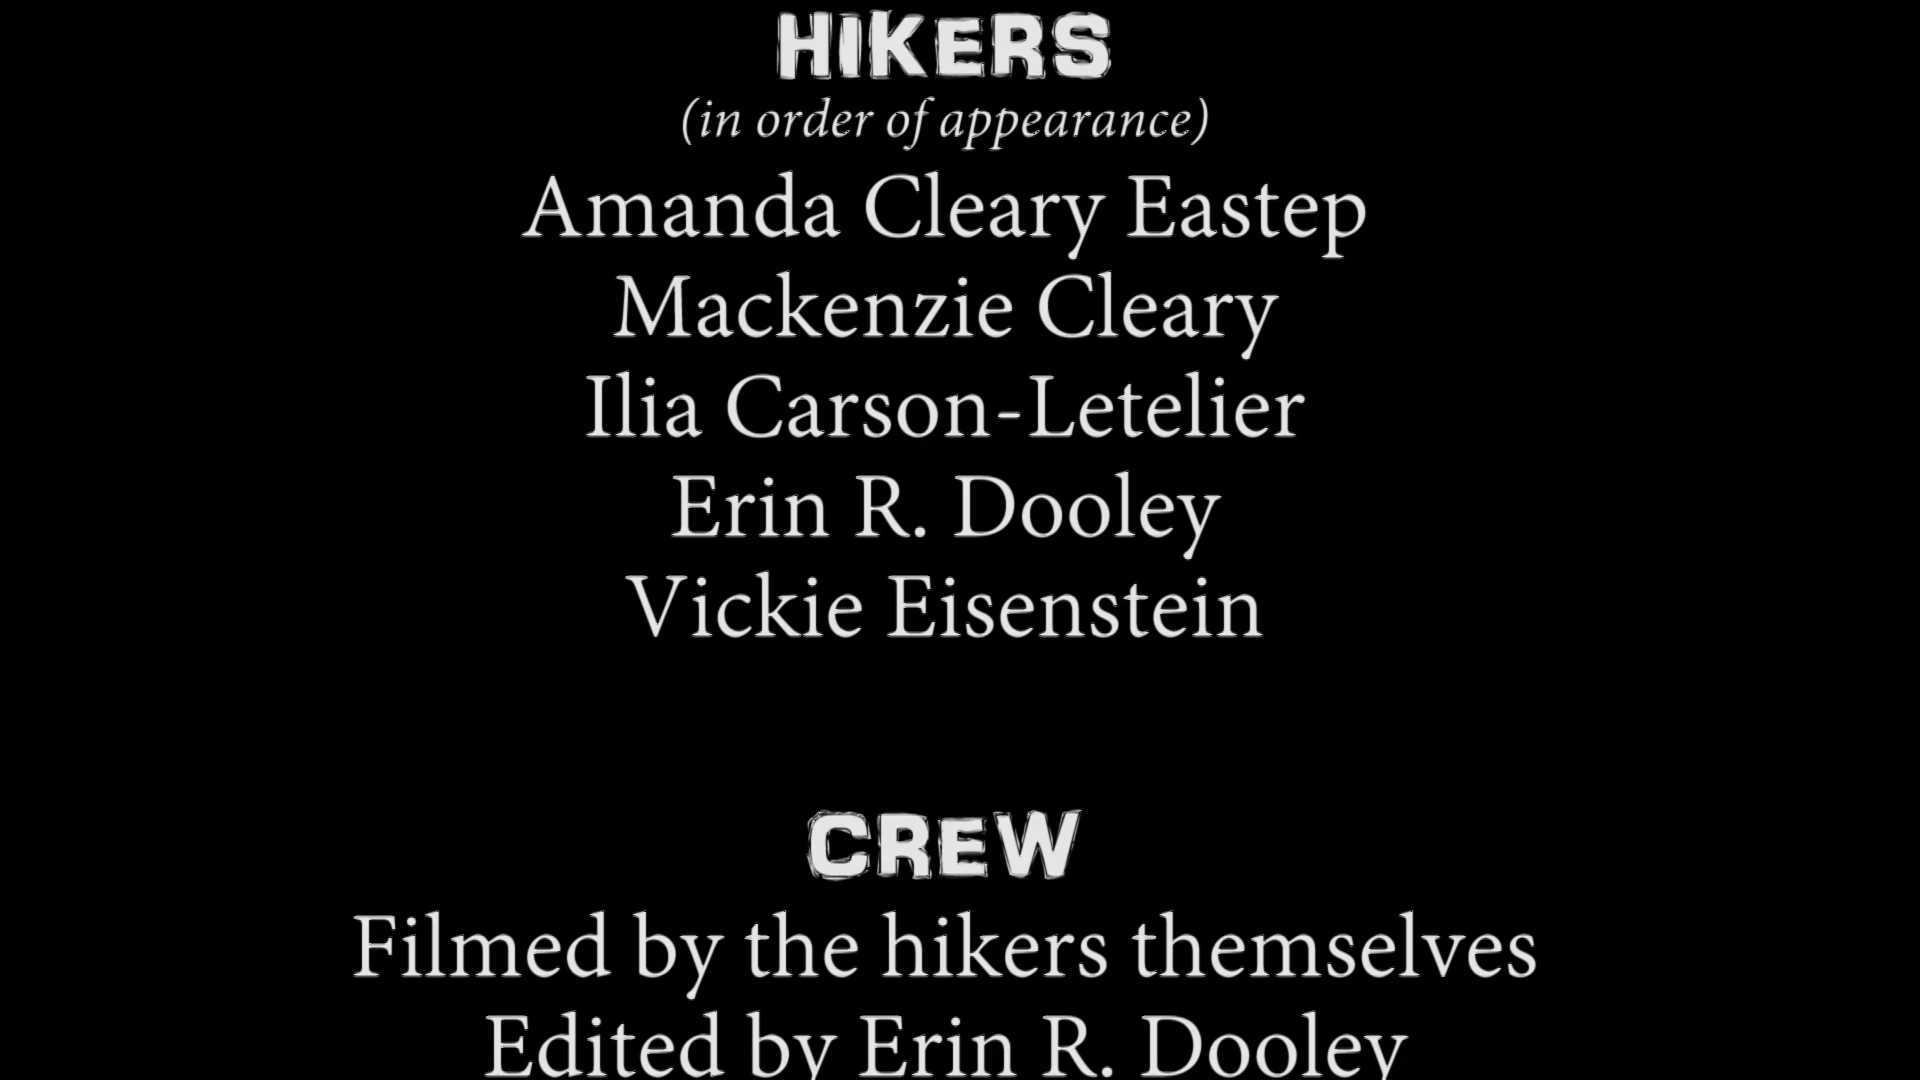 HIKERS
(in order of appearance)
Amanda Cleary Eastep
Mackenzie Cleary
Ilia Carson-Letelier
Erin R. Dooley
Vickie Eisenstein
CREW
Filmed by the hikers themselves
Edited by Erin R. Dooley